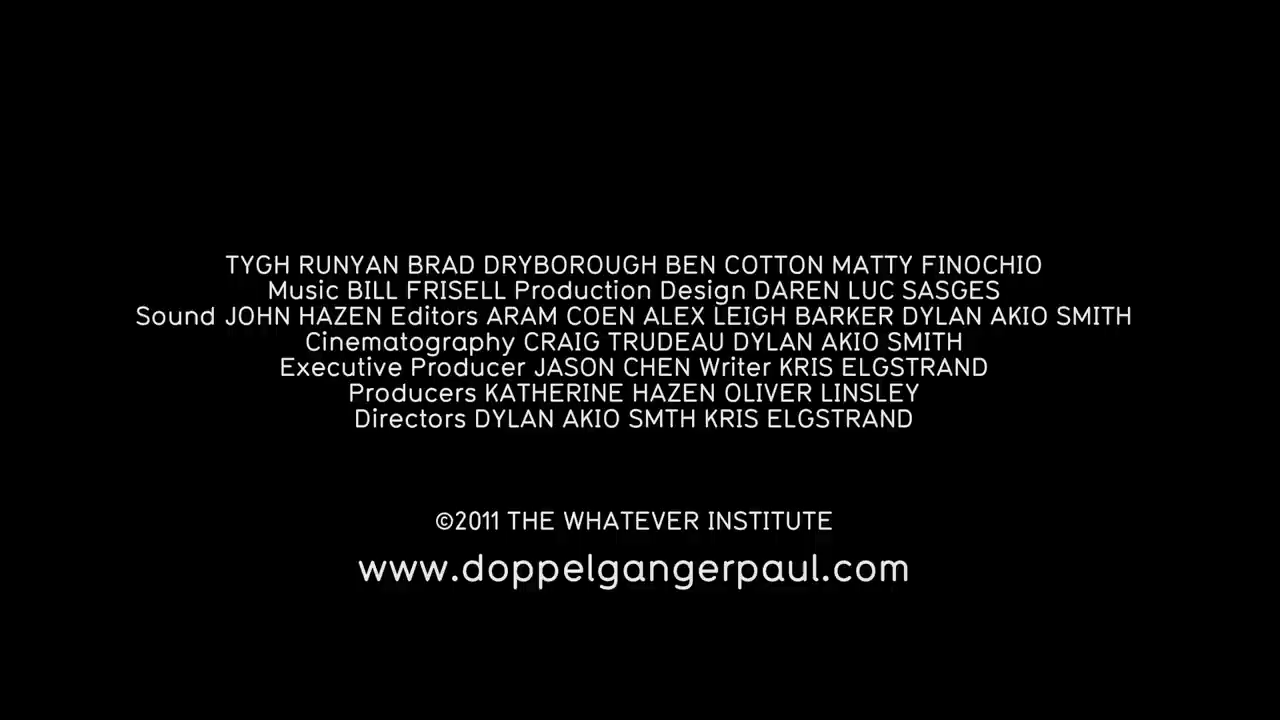 TYGH RUNYAN BRAD DRYBOROUGH BEN COTTON MATTY FINOCHIO
Music BILL FRISELL Production Design DAREN LUC SASGES
Sound JOHN HAZEN Editors ARAM COEN ALEX LEIGH BARKER DYLAN AKIO SMITH
Cinematography CRAIG TRUDEAU DYLAN AKIO SMITH
Executive Producer JASON CHEN Writer KRIS ELGSTRAND
Producers KATHERINE HAZEN OLIVER LINSLEY
Directors DYLAN AKIO SMTH KRIS ELGSTRAND
©2011 THE WHATEVER INSTITUTE
www.doppelgangerpaul.com